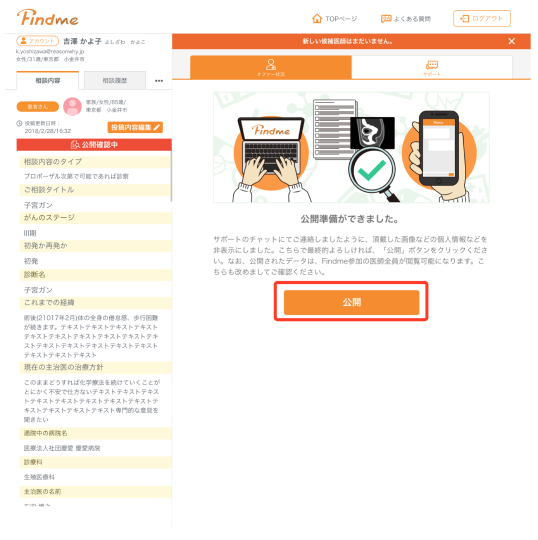 Findme
TOPページ
よくある質問
ログアウト
アカウント 吉澤 かよ子 よしざわ かよこ
k.yoshizawa@reasonwhy.jp
女性/31歳/東京都 小金井市
新しい候補医師はまだいません。 ×
相談内容
相談履歴
•••
オファー状況
サポート
患者さん
家族/女性/65歳/
東京都 小金井市
投稿更新日時:
2018/2/28/16:32
投稿内容編集
公開確認中
相談内容のタイプ
プロポーザル次第で可能であれば診察
ご相談タイトル
子宮ガン
がんのステージ
III期
初発か再発か
初発
診断名
子宮ガン
これまでの経緯
術後(21017年2月)体の全身の倦怠感、歩行困難
が続きます。テキストテキストテキストテキスト
テキストテキストテキストテキストテキストテキ
ストテキストテキストテキストテキストテキスト
テキストテキストテキスト
現在の主治医の治療方針
このままどうすれば化学療法を続けていくことが
とにかく不安で仕方ないテキストテキストテキス
トテキストテキストテキストテキストテキストテ
キストテキストテキストテキスト専門的な意見を
聞きたい
通院中の病院名
医療法人社団慶愛 慶愛病院
診療科
生殖医療科
主治医の名前
Findme
公開準備ができました。
サポートのチャットにてご連絡しましたように、頂戴した画像などの個人情報などを
非表示にしました。こちらで最終的よろしければ、「公開」ボタンをクリックくださ
い。なお、公開されたデータは、Findme参加の医師全員が閲覧可能になります。こ
ちらも改めましてご確認ください。
公開